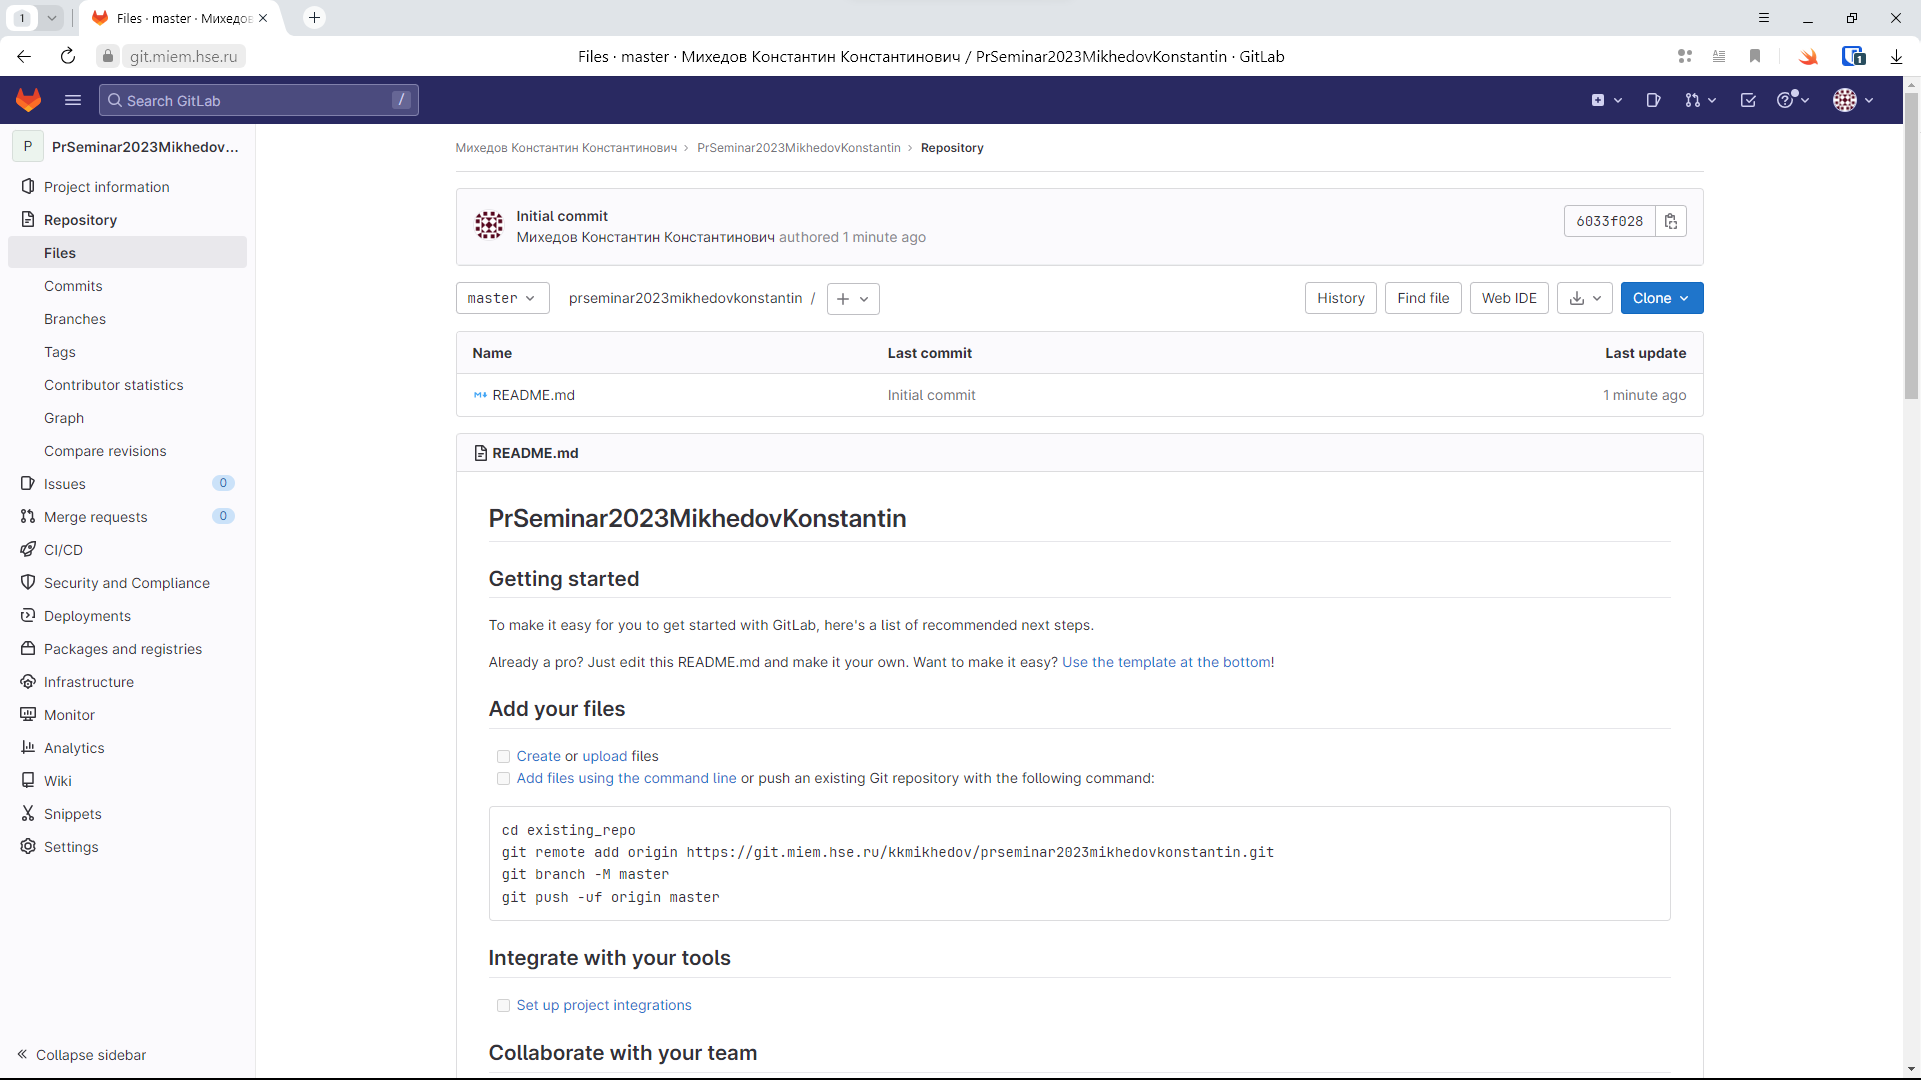 1
Files · master · Михедов
git.miem.hse.ru
Files · master · Михедов Константин Константинович / PrSeminar2023MikhedovKonstantin · GitLab
1
Search GitLab
/
P
PrSeminar2023Mikhedov...
Project information
Repository
Files
Commits
Branches
Tags
Contributor statistics
Graph
Compare revisions
Issues
0
Merge requests
0
CI/CD
Security and Compliance
Deployments
Packages and registries
Infrastructure
Monitor
Analytics
Wiki
Snippets
Settings
Collapse sidebar
Михедов Константин Константинович › PrSeminar2023MikhedovKonstantin › Repository
Initial commit
Михедов Константин Константинович authored 1 minute ago
6033f028
master
prseminar2023mikhedovkonstantin /
History
Find file
Web IDE
Clone
Name
Last commit
Last update
README.md
Initial commit
1 minute ago
README.md
PrSeminar2023MikhedovKonstantin
Getting started
To make it easy for you to get started with GitLab, here's a list of recommended next steps.
Already a pro? Just edit this README.md and make it your own. Want to make it easy? Use the template at the bottom!
Add your files
Create or upload files
Add files using the command line or push an existing Git repository with the following command:
cd existing_repo
git remote add origin https://git.miem.hse.ru/kkmikhedov/prseminar2023mikhedovkonstantin.git
git branch -M master
git push -uf origin master
Integrate with your tools
Set up project integrations
Collaborate with your team